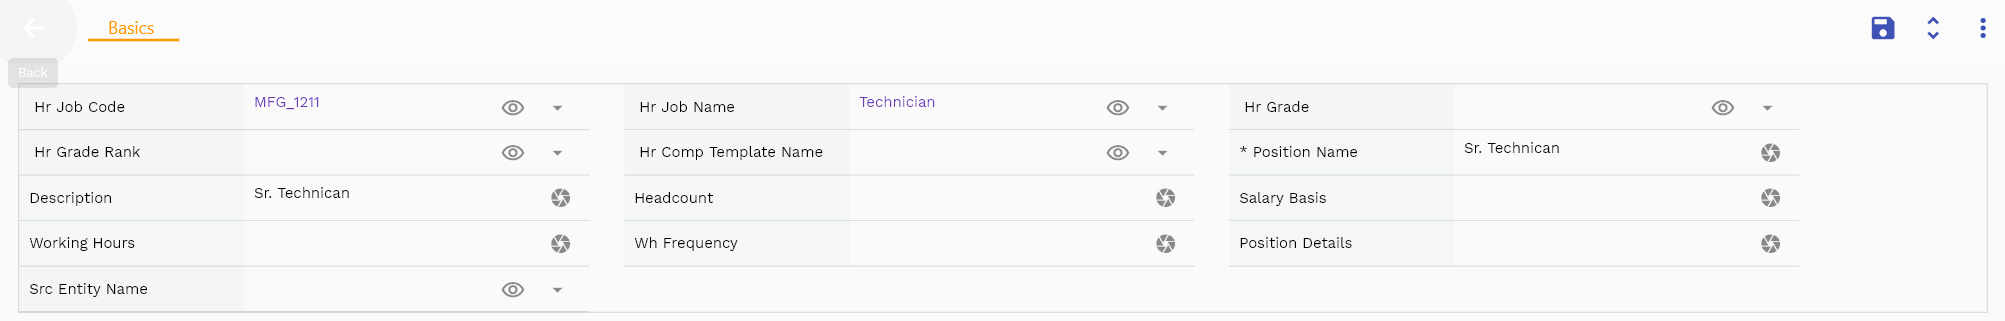 Basics
Back
Hr Job Code MFG_1211 Hr Job Name Technician Hr Grade
Hr Grade Rank Hr Comp Template Name * Position Name Sr. Technican
Description Sr. Technican Headcount Salary Basis
Working Hours Wh Frequency Position Details
Src Entity Name